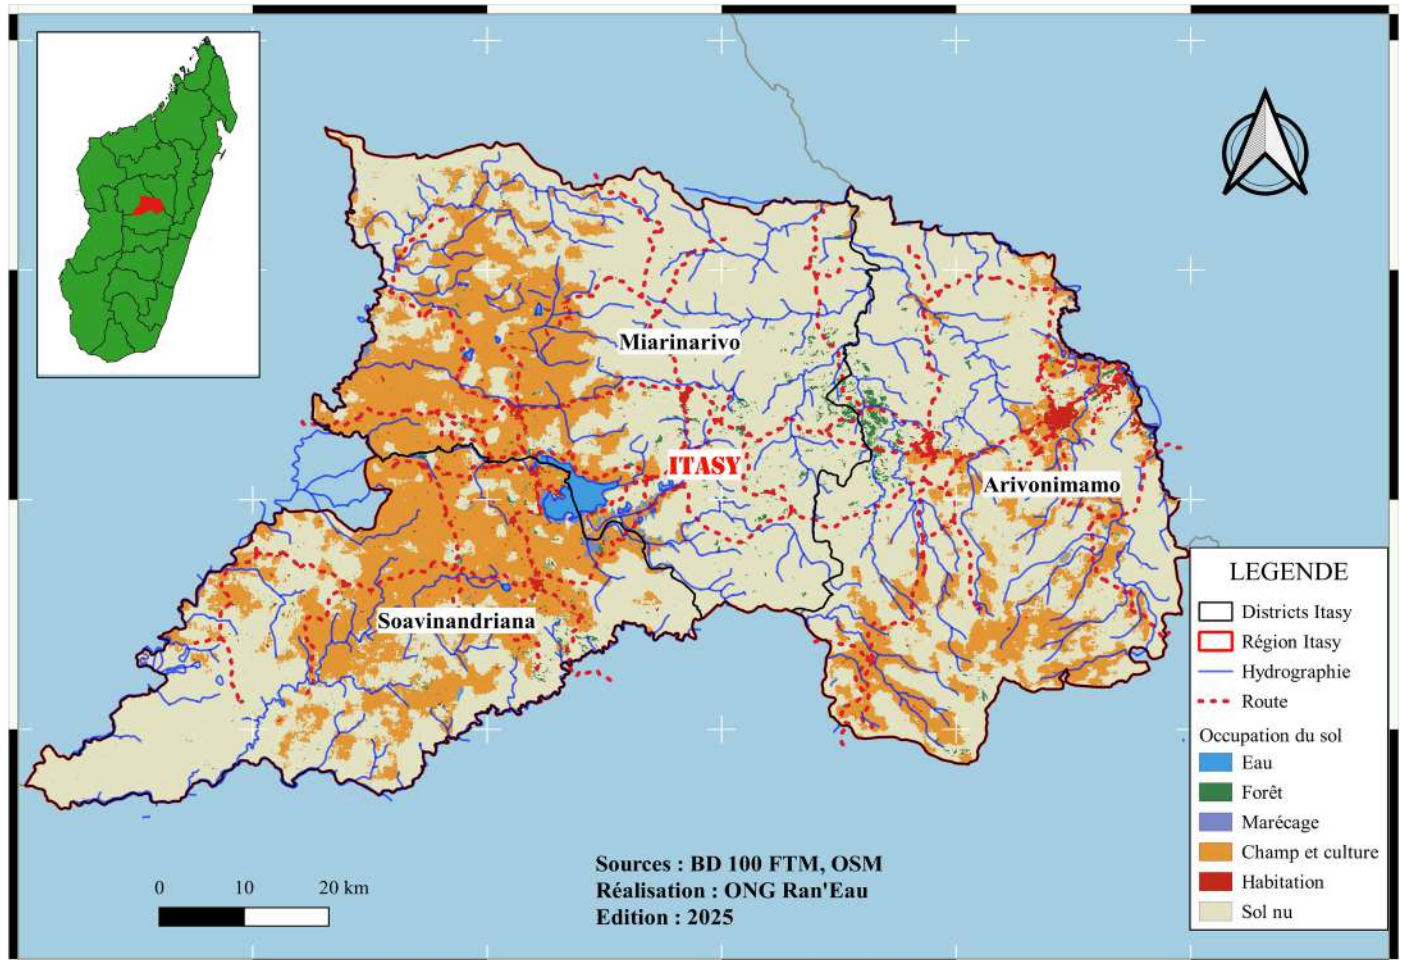 Miarinarivo
ITASY
Arivonimamo
Soavinandriana
LEGENDE
Districts Itasy
Région Itasy
Hydrographie
Route
Occupation du sol
Eau
Forêt
Marécage
Champ et culture
Habitation
Sol nu
Sources : BD 100 FTM, OSM
Réalisation : ONG Ran'Eau
Edition : 2025
0 10 20 km